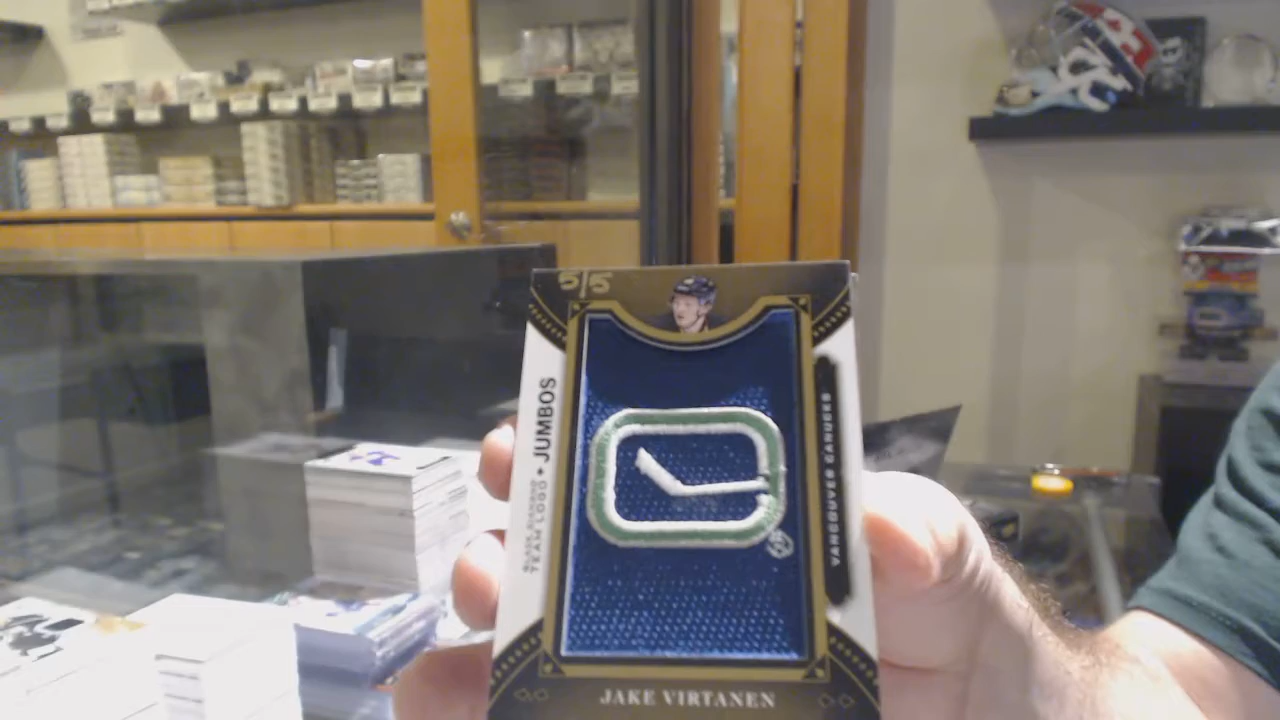 5/5
BLACK DIAMOND
TEAM LOGO • JUMBOS
VANCOUVER CANUCKS
JAKE VIRTANEN